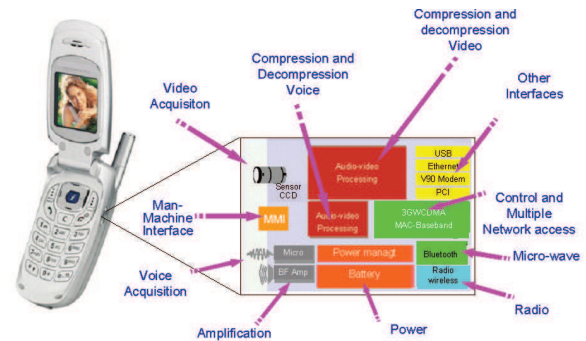 Compression and
decompression
Video
Compression and
Decompression
Voice
Video
Acquisiton
Other
Interfaces
Audio-video
Processing
USB
Ethernet
V90 Modem
PCI
Sensor
CCD
Man-
Machine
Interface
MMI
Audio-video
Processing
3GWCDMA
MAC-Baseband
Control and
Multiple
Network access
Voice
Acquisition
Micro
Power managt
Bluetooth
Micro-wave
BF Amp
Battery
Radio
wireless
Radio
Amplification
Power